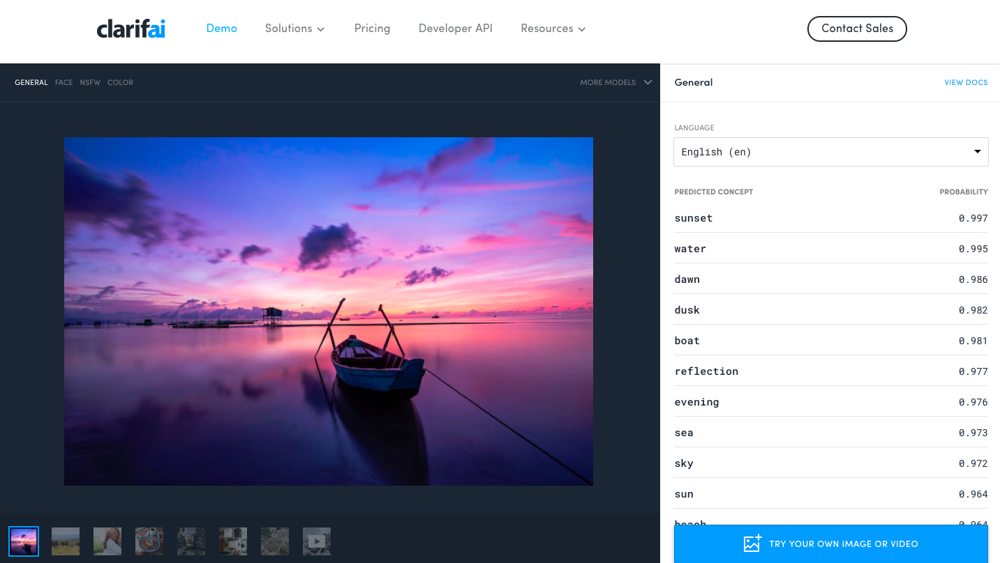 clarifai
Demo
Solutions
Pricing
Developer API
Resources
Contact Sales
GENERAL FACE NSFW COLOR
MORE MODELS
General
VIEW DOCS
LANGUAGE
English (en)
PREDICTED CONCEPT PROBABILITY
sunset 0.997
water 0.995
dawn 0.986
dusk 0.982
boat 0.981
reflection 0.977
evening 0.976
sea 0.973
sky 0.972
sun 0.964
beach 0.964
TRY YOUR OWN IMAGE OR VIDEO